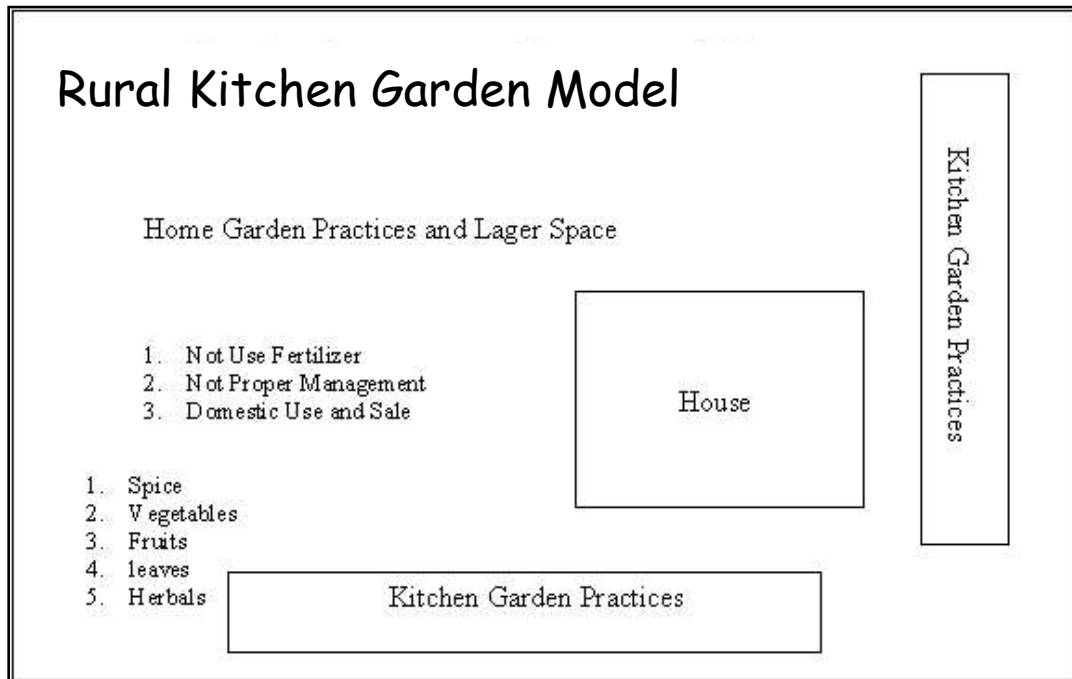 Rural Kitchen Garden Model
Home Garden Practices and Lager Space
1. Not Use Fertilizer
2. Not Proper Management
3. Domestic Use and Sale
House
Kitchen Garden Practices
1. Spice
2. Vegetables
3. Fruits
4. leaves
5. Herbals
Kitchen Garden Practices